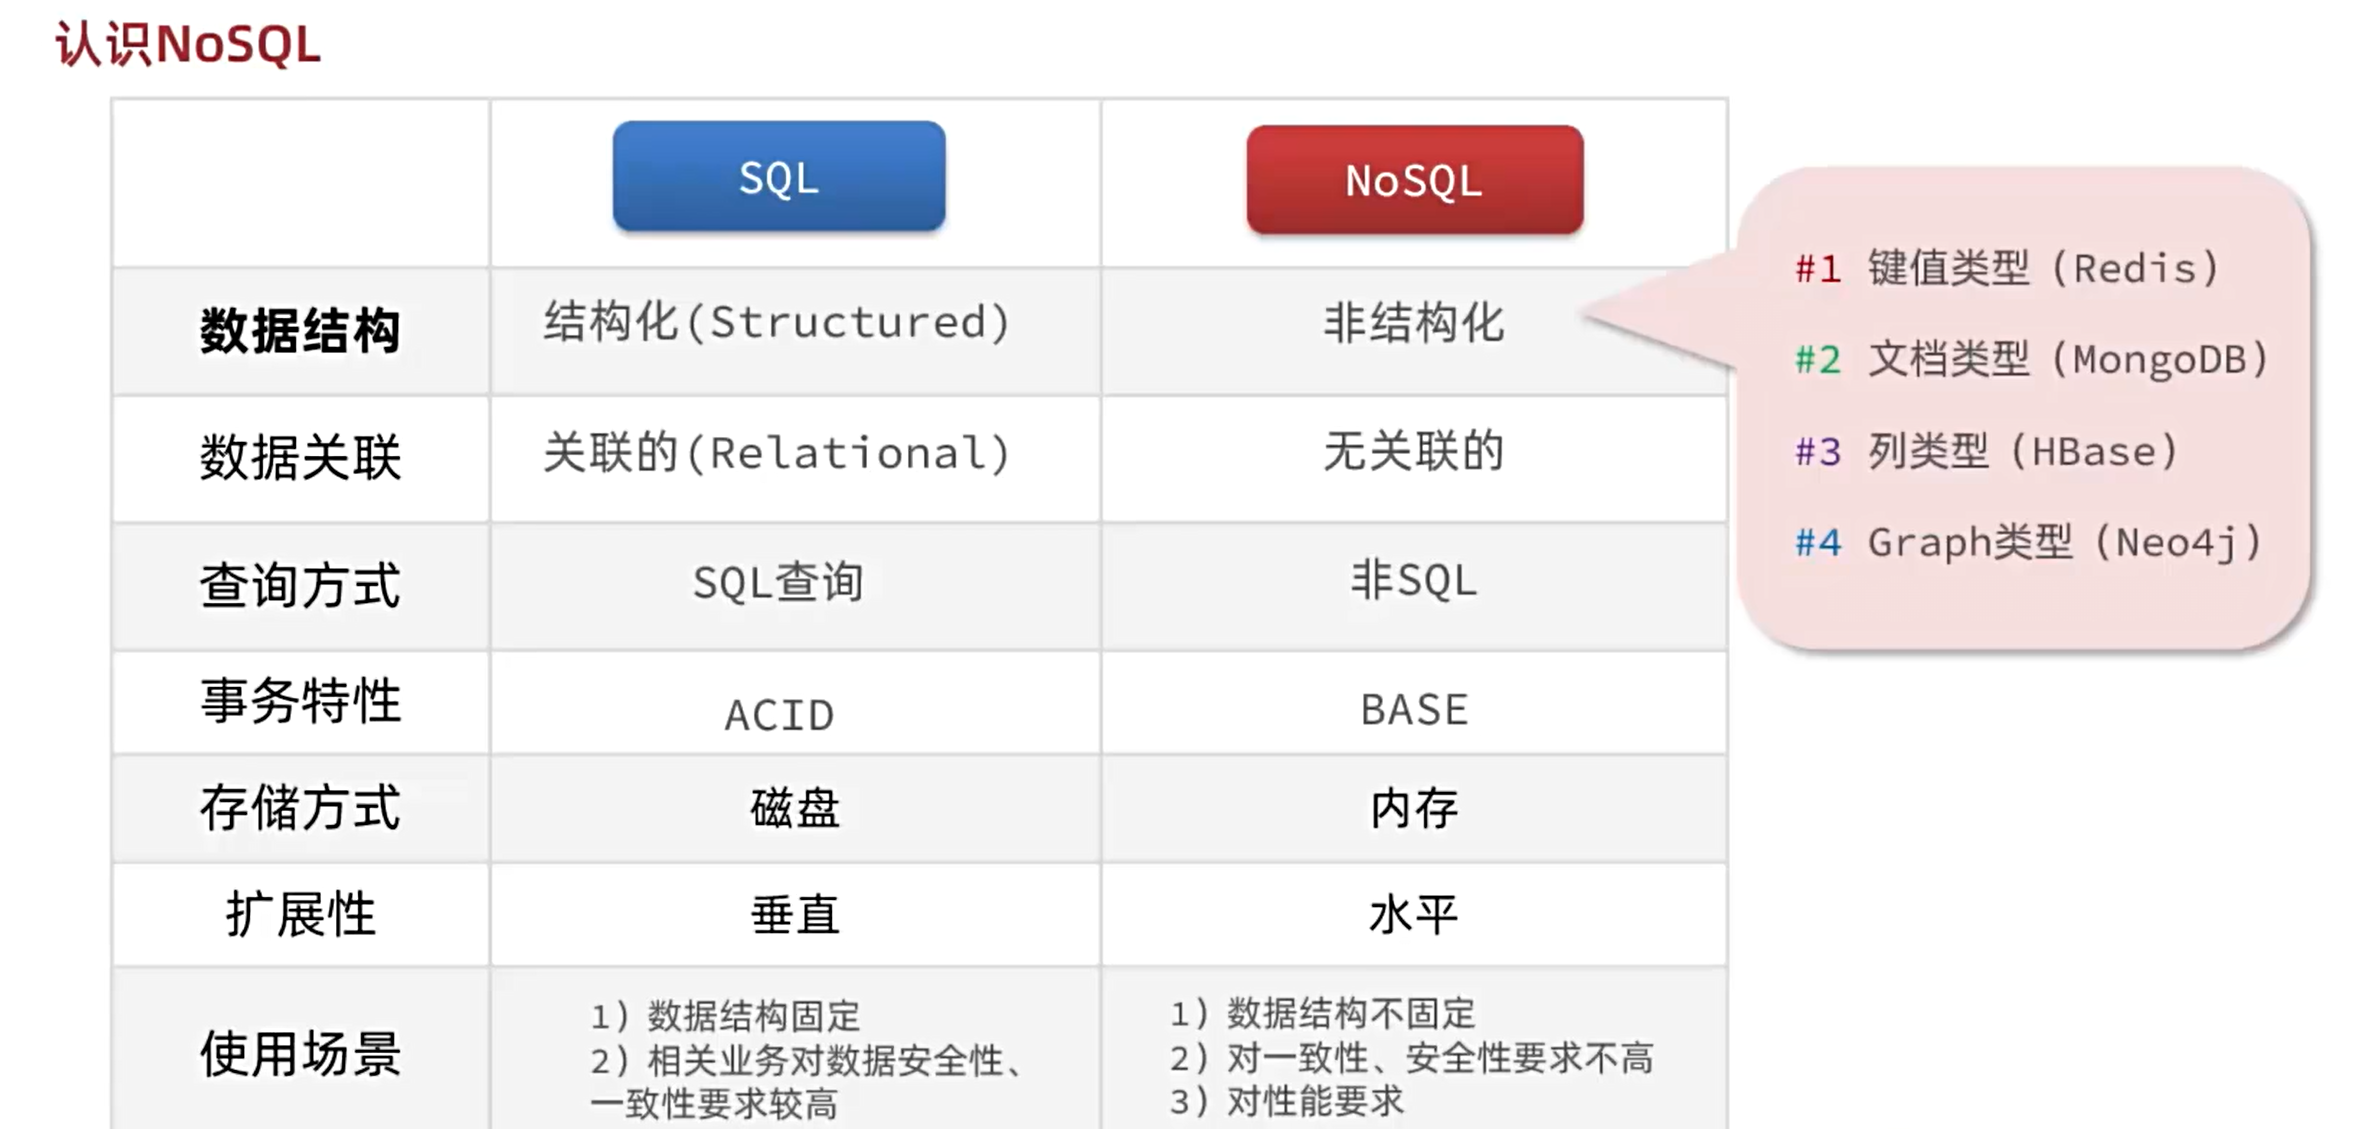 认识NoSQL
SQL
NoSQL
数据结构
结构化(Structured)
非结构化
#1 键值类型（Redis）
#2 文档类型（MongoDB）
#3 列类型（HBase）
#4 Graph类型（Neo4j）
数据关联
关联的(Relational)
无关联的
查询方式
SQL查询
非SQL
事务特性
ACID
BASE
存储方式
磁盘
内存
扩展性
垂直
水平
使用场景
1）数据结构固定
2）相关业务对数据安全性、
一致性要求较高
1）数据结构不固定
2）对一致性、安全性要求不高
3）对性能要求